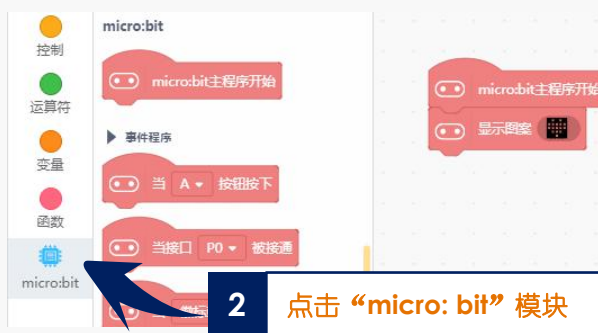 控制
运算符
变量
函数
micro:bit
micro:bit
micro:bit主程序开始
事件程序
当 A 按钮按下
当接口 P0 被接通
当
micro:bit主程序开始
显示图案
2 点击“micro: bit”模块